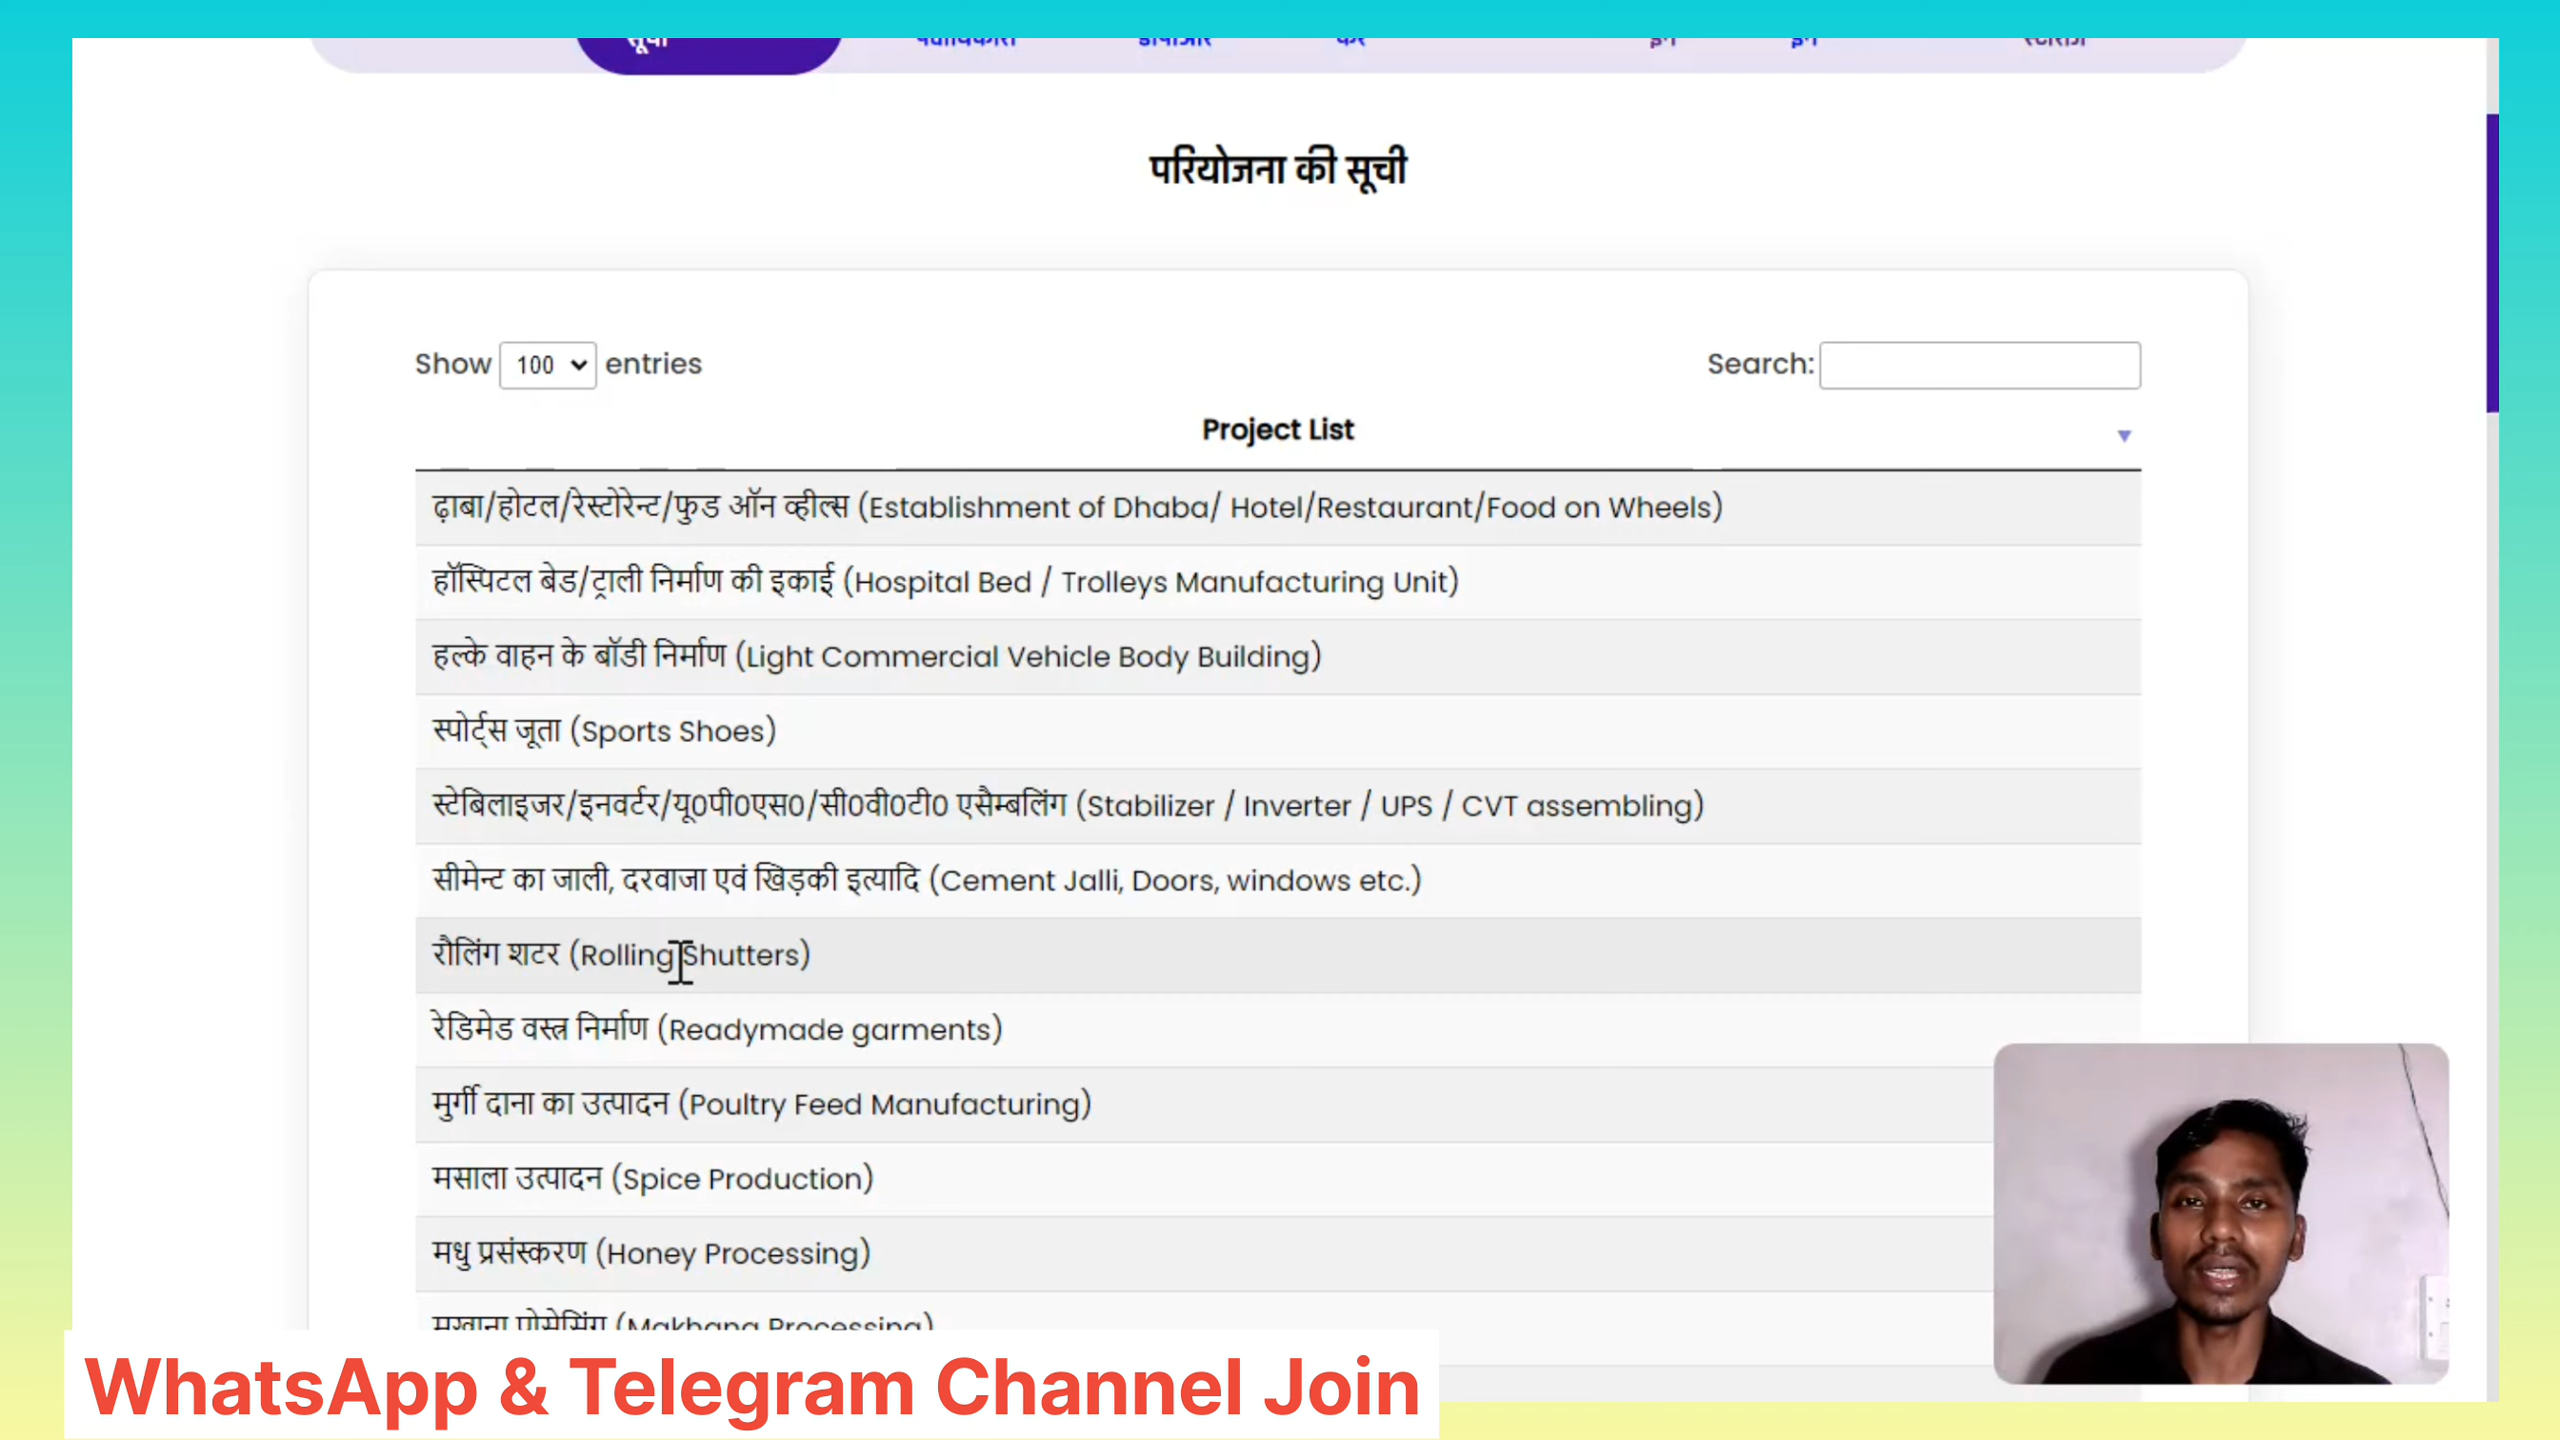 सूची
परियोजना की सूची
Show 100 entries
Search:
Project List
ढ़ाबा/होटल/रेस्टोरेन्ट/फुड ऑन व्हील्स (Establishment of Dhaba/ Hotel/Restaurant/Food on Wheels)
हॉस्पिटल बेड/ट्राली निर्माण की इकाई (Hospital Bed / Trolleys Manufacturing Unit)
हल्के वाहन के बॉडी निर्माण (Light Commercial Vehicle Body Building)
स्पोर्ट्स जूता (Sports Shoes)
स्टेबिलाइजर/इनवर्टर/यू0पी0एस0/सी0वी0टी0 एसैम्बलिंग (Stabilizer / Inverter / UPS / CVT assembling)
सीमेन्ट का जाली, दरवाजा एवं खिड़की इत्यादि (Cement Jalli, Doors, windows etc.)
रौलिंग शटर (Rolling Shutters)
रेडिमेड वस्त्र निर्माण (Readymade garments)
मुर्गी दाना का उत्पादन (Poultry Feed Manufacturing)
मसाला उत्पादन (Spice Production)
मधु प्रसंस्करण (Honey Processing)
मखाना प्रोसेसिंग (Makhana Processing)
WhatsApp & Telegram Channel Join